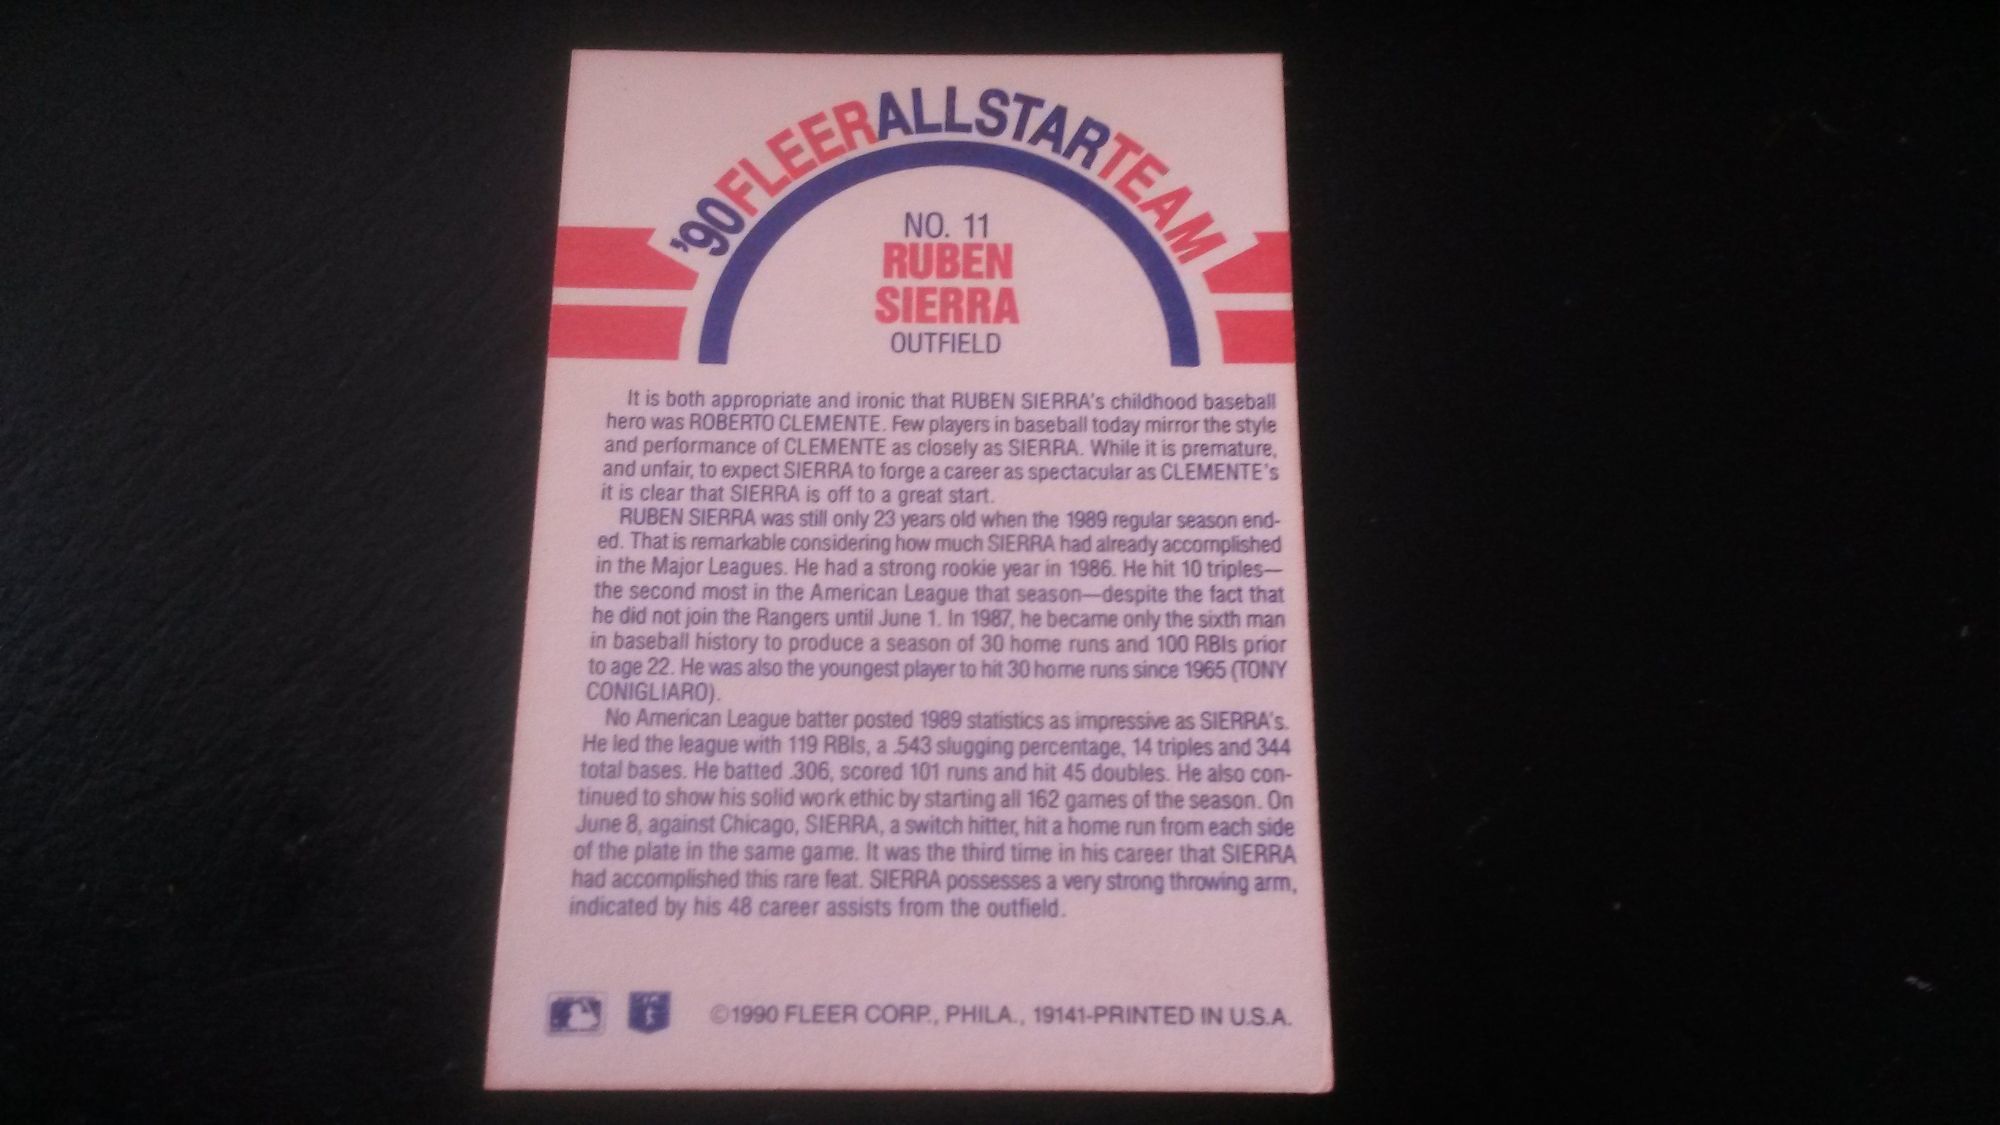 '90 FLEER ALL STAR TEAM
NO. 11
RUBEN
SIERRA
OUTFIELD
It is both appropriate and ironic that RUBEN SIERRA's childhood baseball
hero was ROBERTO CLEMENTE. Few players in baseball today mirror the style
and performance of CLEMENTE as closely as SIERRA. While it is premature,
and unfair, to expect SIERRA to forge a career as spectacular as CLEMENTE's
it is clear that SIERRA is off to a great start.
RUBEN SIERRA was still only 23 years old when the 1989 regular season end-
ed. That is remarkable considering how much SIERRA had already accomplished
in the Major Leagues. He had a strong rookie year in 1986. He hit 10 triples—
the second most in the American League that season—despite the fact that
he did not join the Rangers until June 1. In 1987, he became only the sixth man
in baseball history to produce a season of 30 home runs and 100 RBIs prior
to age 22. He was also the youngest player to hit 30 home runs since 1965 (TONY
CONIGLIARO).
No American League batter posted 1989 statistics as impressive as SIERRA's.
He led the league with 119 RBIs, a .543 slugging percentage, 14 triples and 344
total bases. He batted .306, scored 101 runs and hit 45 doubles. He also con-
tinued to show his solid work ethic by starting all 162 games of the season. On
June 8, against Chicago, SIERRA, a switch hitter, hit a home run from each side
of the plate in the same game. It was the third time in his career that SIERRA
had accomplished this rare feat. SIERRA possesses a very strong throwing arm,
indicated by his 48 career assists from the outfield.
©1990 FLEER CORP., PHILA., 19141-PRINTED IN U.S.A.